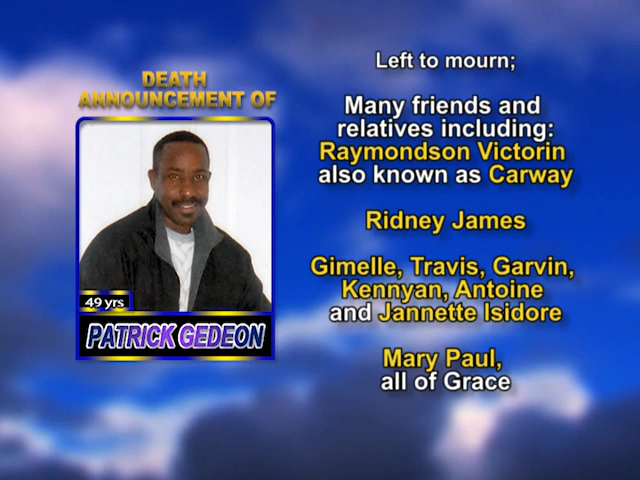 DEATH
ANNOUNCEMENT OF
49 yrs
PATRICK GEDEON
Left to mourn;
Many friends and
relatives including:
Raymondson Victorin
also known as Carway
Ridney James
Gimelle, Travis, Garvin,
Kennyan, Antoine
and Jannette Isidore
Mary Paul,
all of Grace